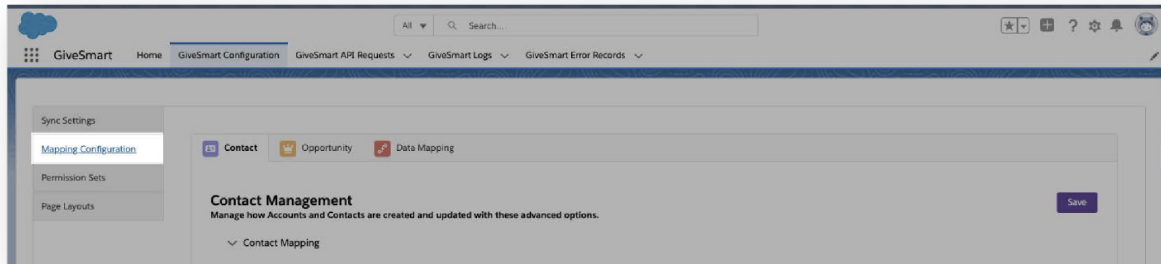 All Search...
GiveSmart Home GiveSmart Configuration GiveSmart API Requests GiveSmart Logs GiveSmart Error Records
Sync Settings
Mapping Configuration
Contact Opportunity Data Mapping
Permission Sets
Page Layouts
Contact Management
Save
Manage how Accounts and Contacts are created and updated with these advanced options.
Contact Mapping